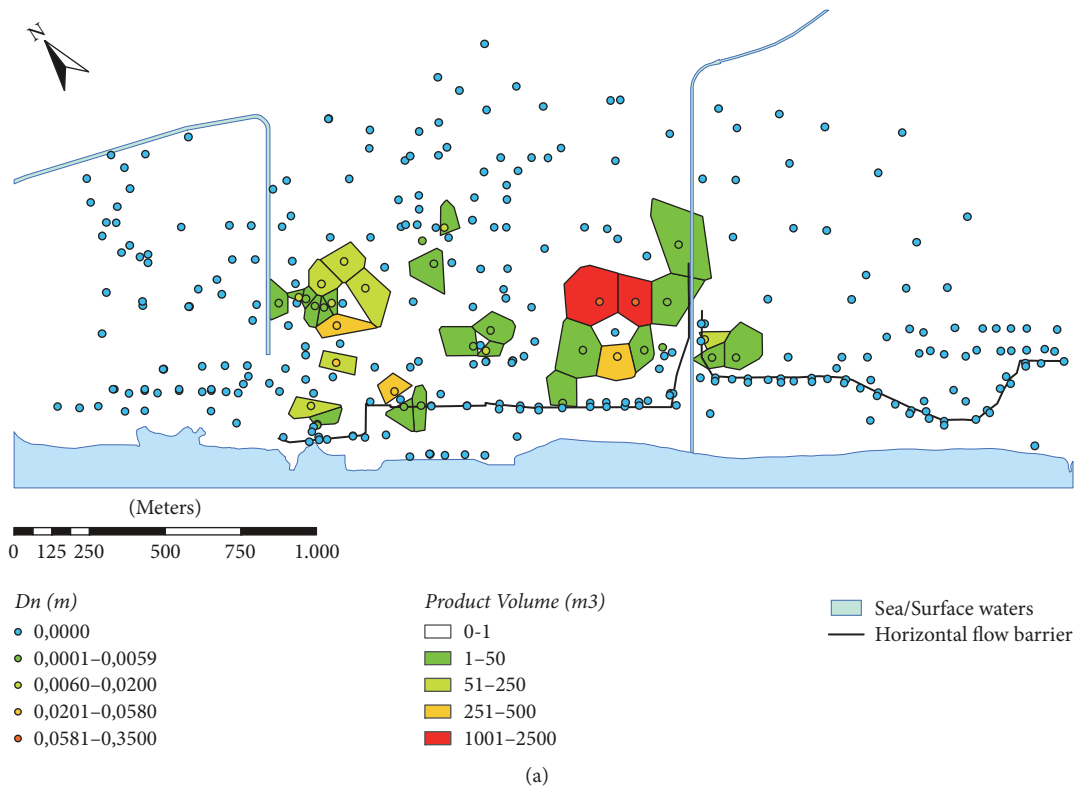 N
(Meters)
0 125 250 500 750 1.000
Dn (m)
0,0000
0,0001–0,0059
0,0060–0,0200
0,0201–0,0580
0,0581–0,3500
Product Volume (m3)
0-1
1–50
51–250
251–500
1001–2500
Sea/Surface waters
Horizontal flow barrier
(a)